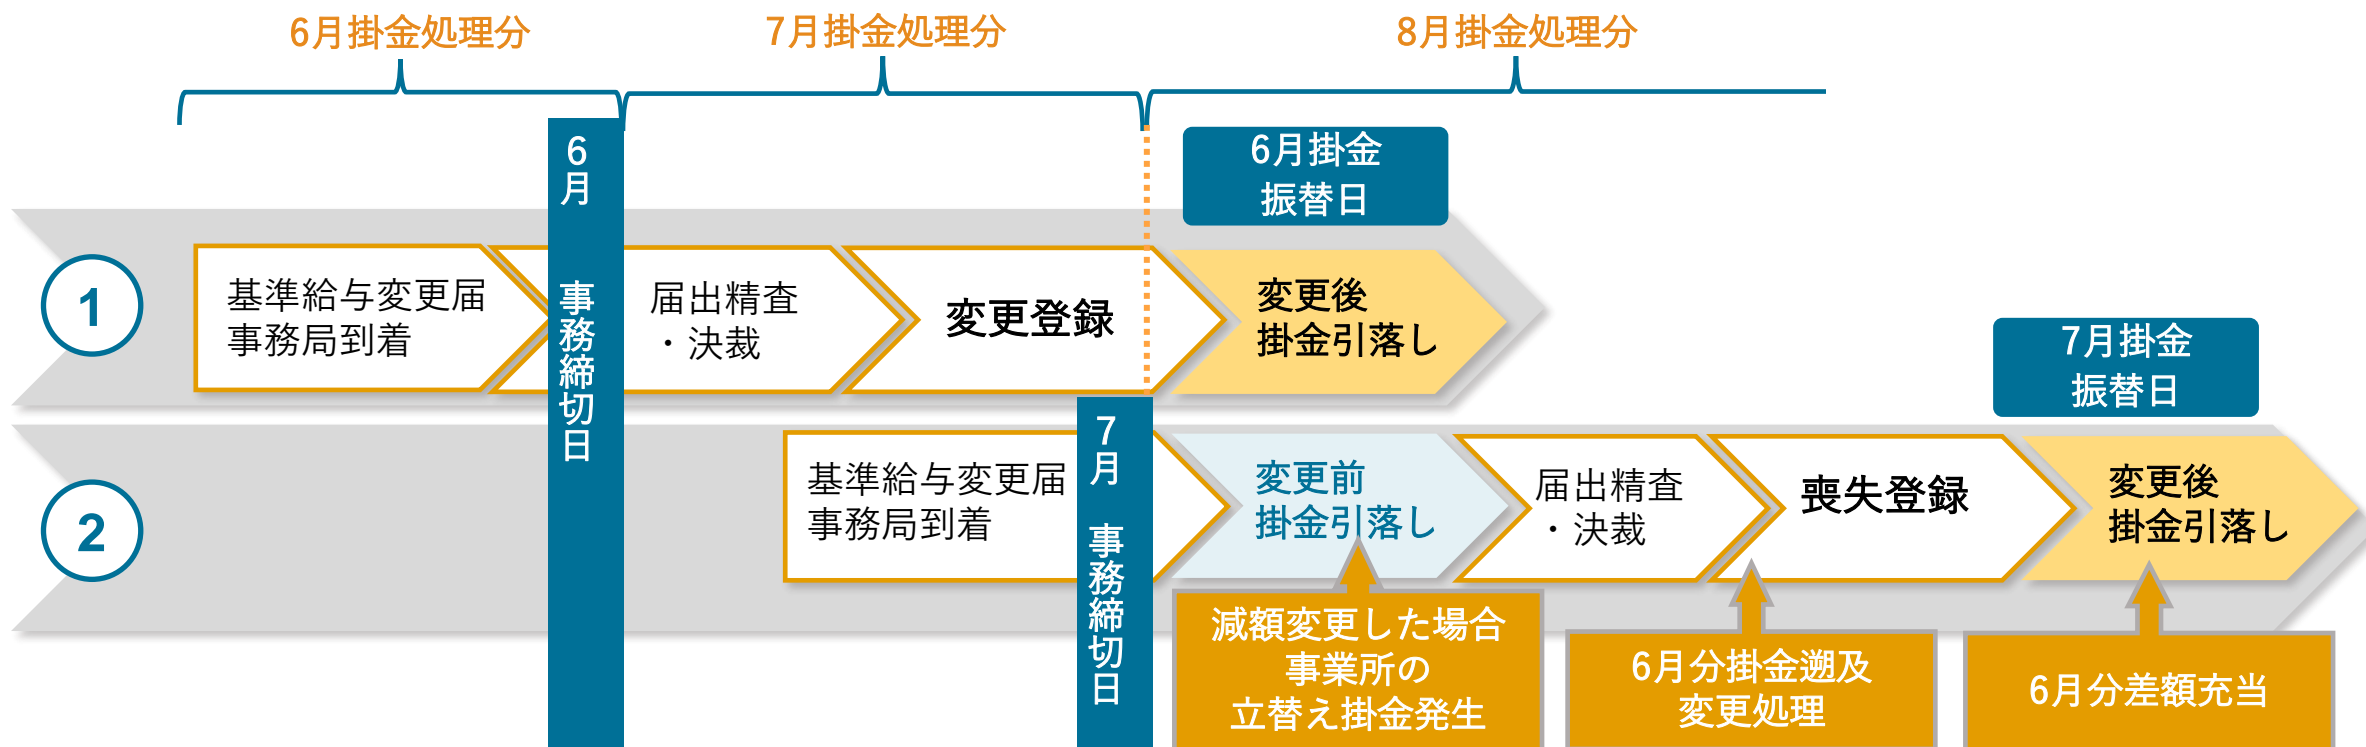 6月掛金処理分
7月掛金処理分
8月掛金処理分
6月 事務締切日
6月掛金
振替日
1
基準給与変更届
事務局到着
届出精査
・決裁
変更登録
変更後
掛金引落し
7月掛金
振替日
2
基準給与変更届
事務局到着
7月 事務締切日
変更前
掛金引落し
届出精査
・決裁
喪失登録
変更後
掛金引落し
減額変更した場合
事業所の
立替え掛金発生
6月分掛金遡及
変更処理
6月分差額充当